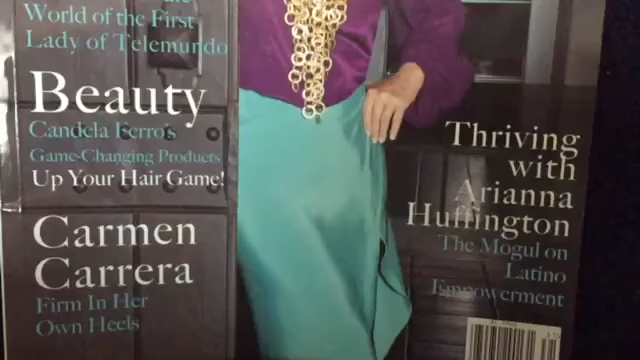 the
World of the First
Lady of Telemundo
Beauty
Candela Ferro's
Game-Changing Products
Up Your Hair Game!
Carmen
Carrera
Firm In Her
Own Heels
Thriving
with
Arianna
Huffington
The Mogul on
Latino
Empowerment